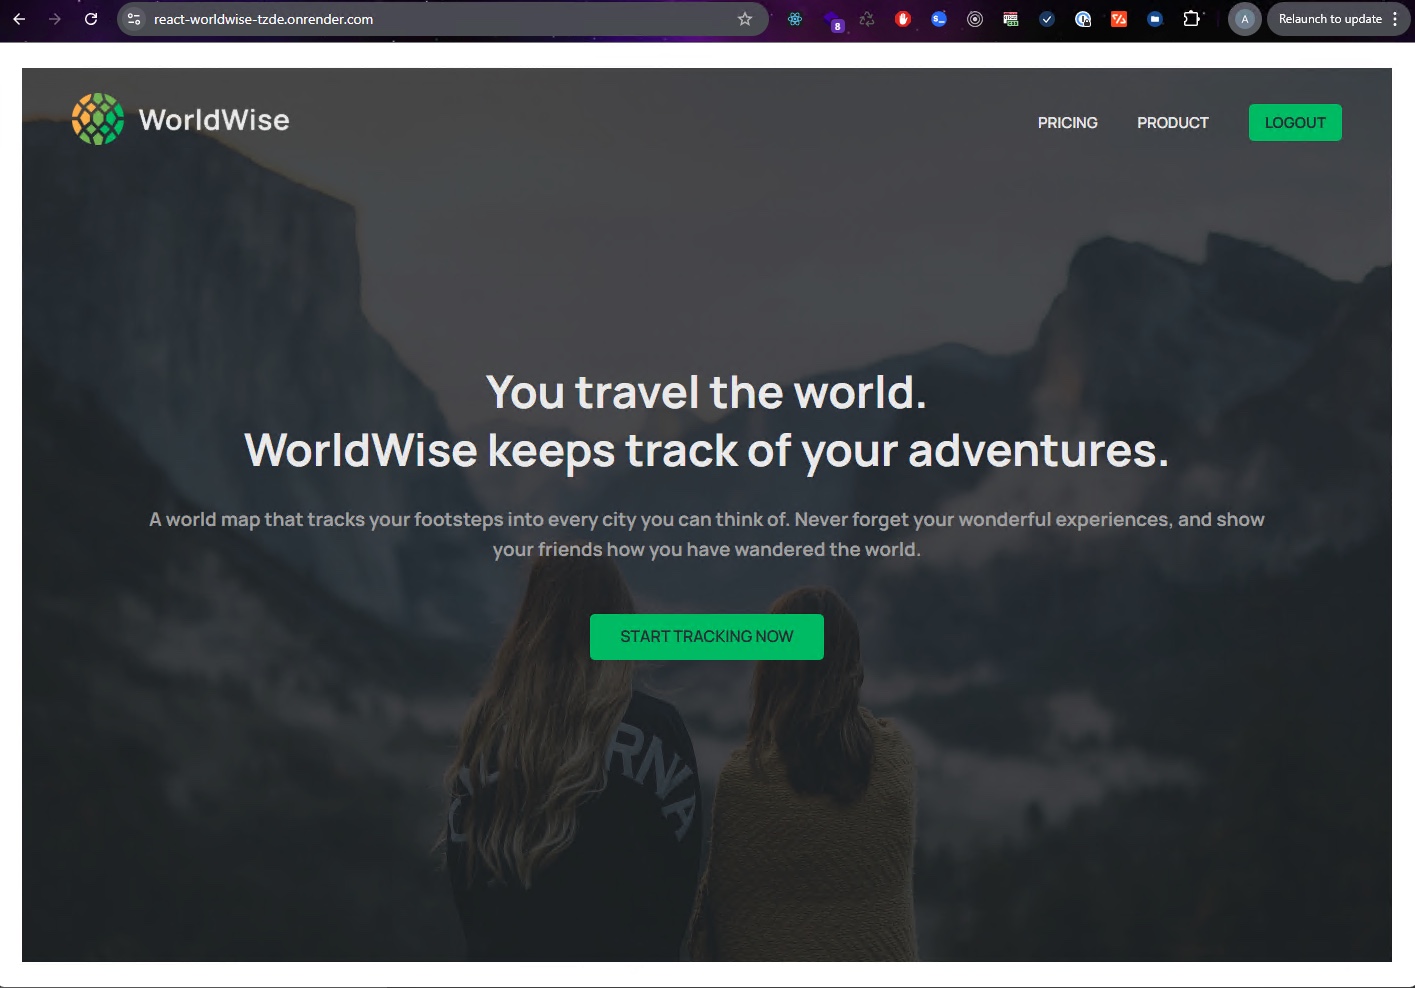 react-worldwise-tzde.onrender.com
8
A
Relaunch to update
WorldWise
PRICING
PRODUCT
LOGOUT
You travel the world.
WorldWise keeps track of your adventures.
A world map that tracks your footsteps into every city you can think of. Never forget your wonderful experiences, and show
your friends how you have wandered the world.
START TRACKING NOW
RNIA